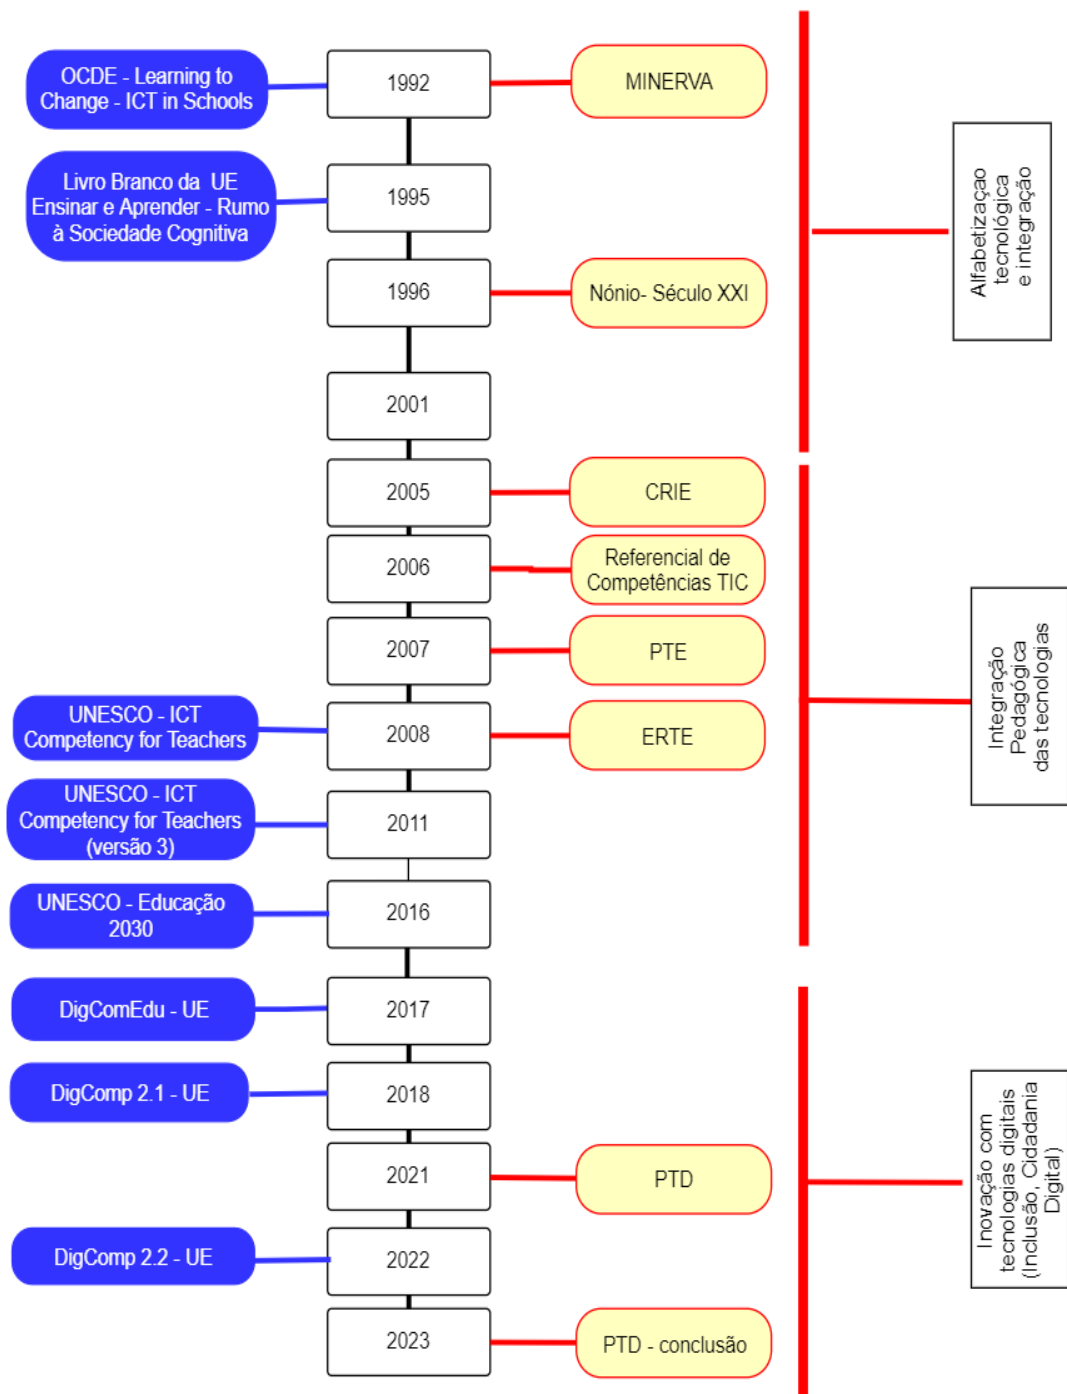 OCDE - Learning to
Change - ICT in Schools
1992
MINERVA
Livro Branco da UE
Ensinar e Aprender - Rumo
à Sociedade Cognitiva
1995
1996
Nónio- Século XXI
2001
Alfabetizaçao
tecnológica
e integração
2005
CRIE
2006
Referencial de
Competências TIC
2007
PTE
UNESCO - ICT
Competency for Teachers
2008
ERTE
UNESCO - ICT
Competency for Teachers
(versão 3)
2011
UNESCO - Educação
2030
2016
Integração
Pedagógica
das tecnologias
DigComEdu - UE
2017
DigComp 2.1 - UE
2018
2021
PTD
DigComp 2.2 - UE
2022
2023
PTD - conclusão
Inovação com
tecnologias digitais
(Inclusão, Cidadania
Digital)